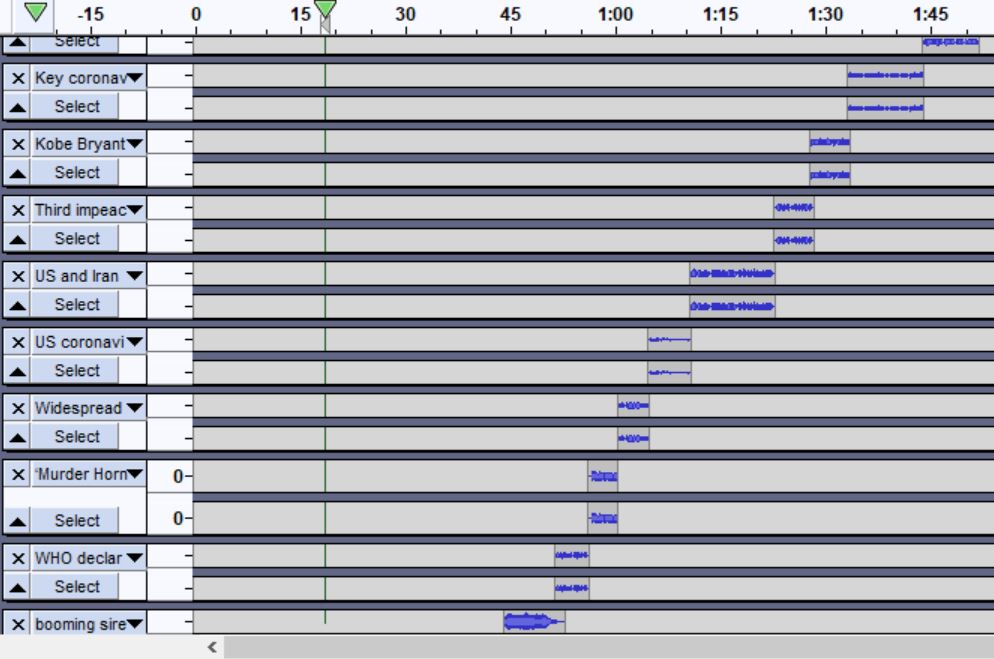 -15 0 15 30 45 1:00 1:15 1:30 1:45
Select
Key coronav
Select
Kobe Bryant
Select
Third impeac
Select
US and Iran
Select
US coronavi
Select
Widespread
Select
'Murder Horn
0
Select
0
WHO declar
Select
booming sire